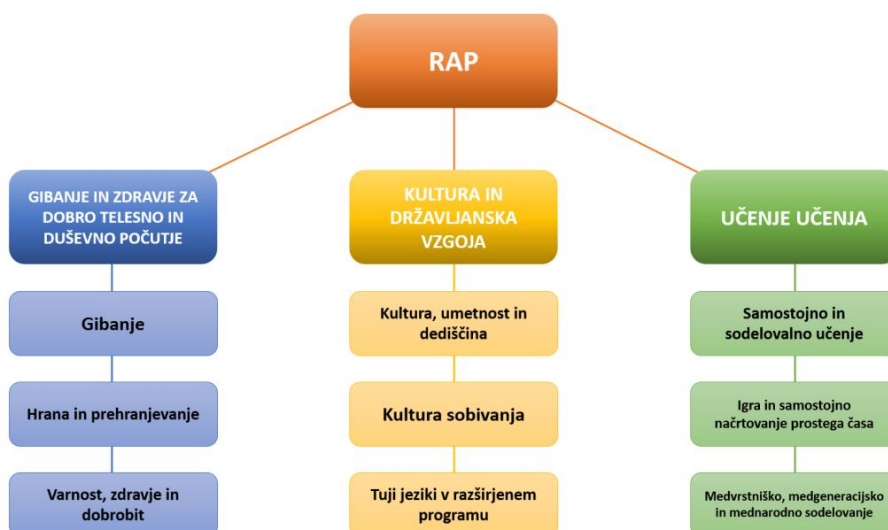 RAP
GIBANJE IN ZDRAVJE ZA
DOBRO TELESNO IN
DUŠEVNO POČUTJE
Gibanje
Hrana in prehranjevanje
Varnost, zdravje in
dobrobit
KULTURA IN
DRŽAVLJANSKA
VZGOJA
Kultura, umetnost in
dediščina
Kultura sobivanja
Tuji jeziki v razširjenem
programu
UČENJE UČENJA
Samostojno in
sodelovalno učenje
Igra in samostojno
načrtovanje prostega časa
Medvrstniško, medgeneracijsko
in mednarodno sodelovanje